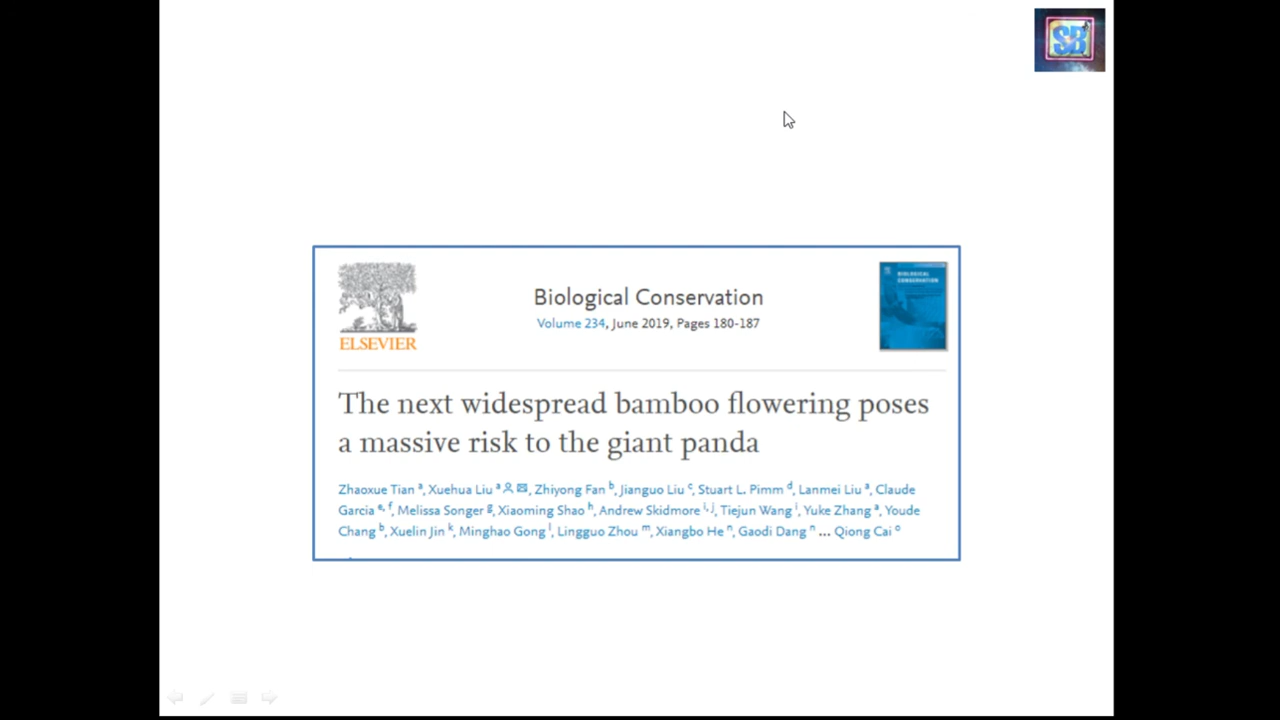 SB
ELSEVIER
Biological Conservation
Volume 234, June 2019, Pages 180-187
BIOLOGICAL
CONSERVATION
The next widespread bamboo flowering poses
a massive risk to the giant panda
Zhaoxue Tian a, Xuehua Liu a, Zhiyong Fan b, Jianguo Liu c, Stuart L. Pimm d, Lanmei Liu a, Claude
Garcia e, f, Melissa Songer g, Xiaoming Shao h, Andrew Skidmore i, j, Tiejun Wang i, Yuke Zhang a, Youde
Chang b, Xuelin Jin k, Minghao Gong l, Lingguo Zhou m, Xiangbo He n, Gaodi Dang n ... Qiong Cai o